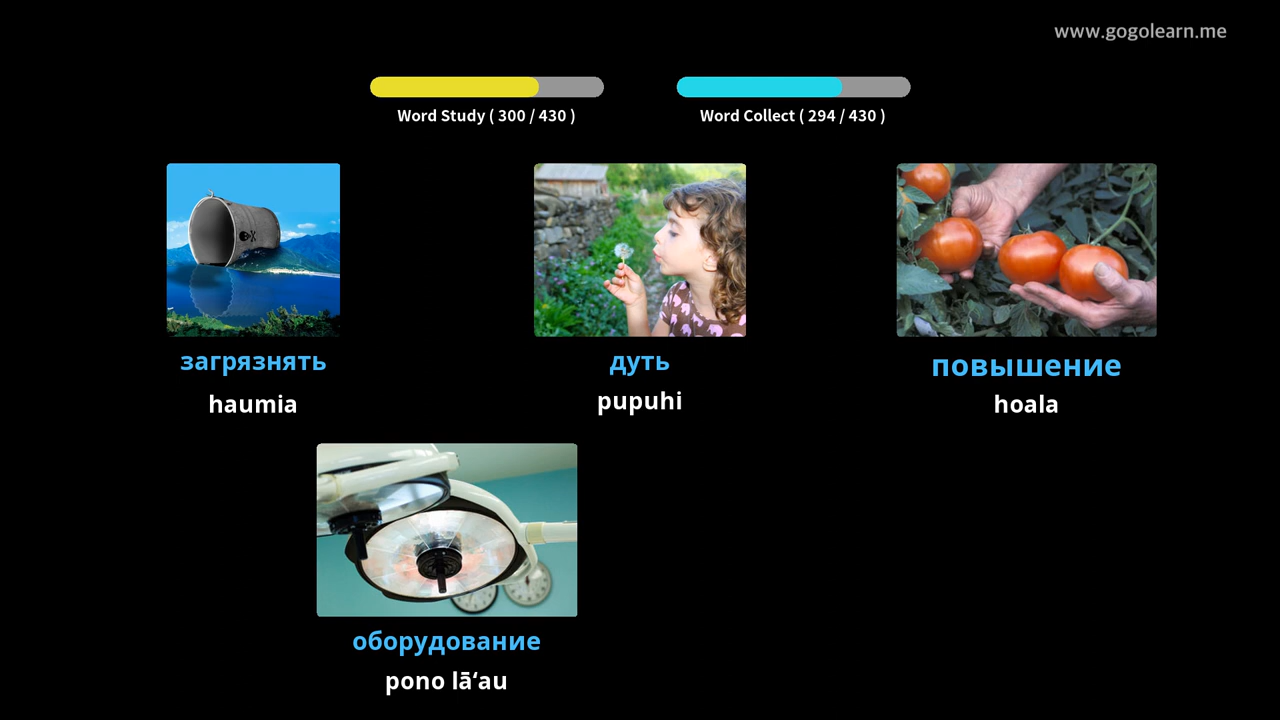 www.gogolearn.me
Word Study ( 300 / 430 )
Word Collect ( 294 / 430 )
загрязнять
haumia
дуть
pupuhi
повышение
hoala
оборудование
pono lāʻau